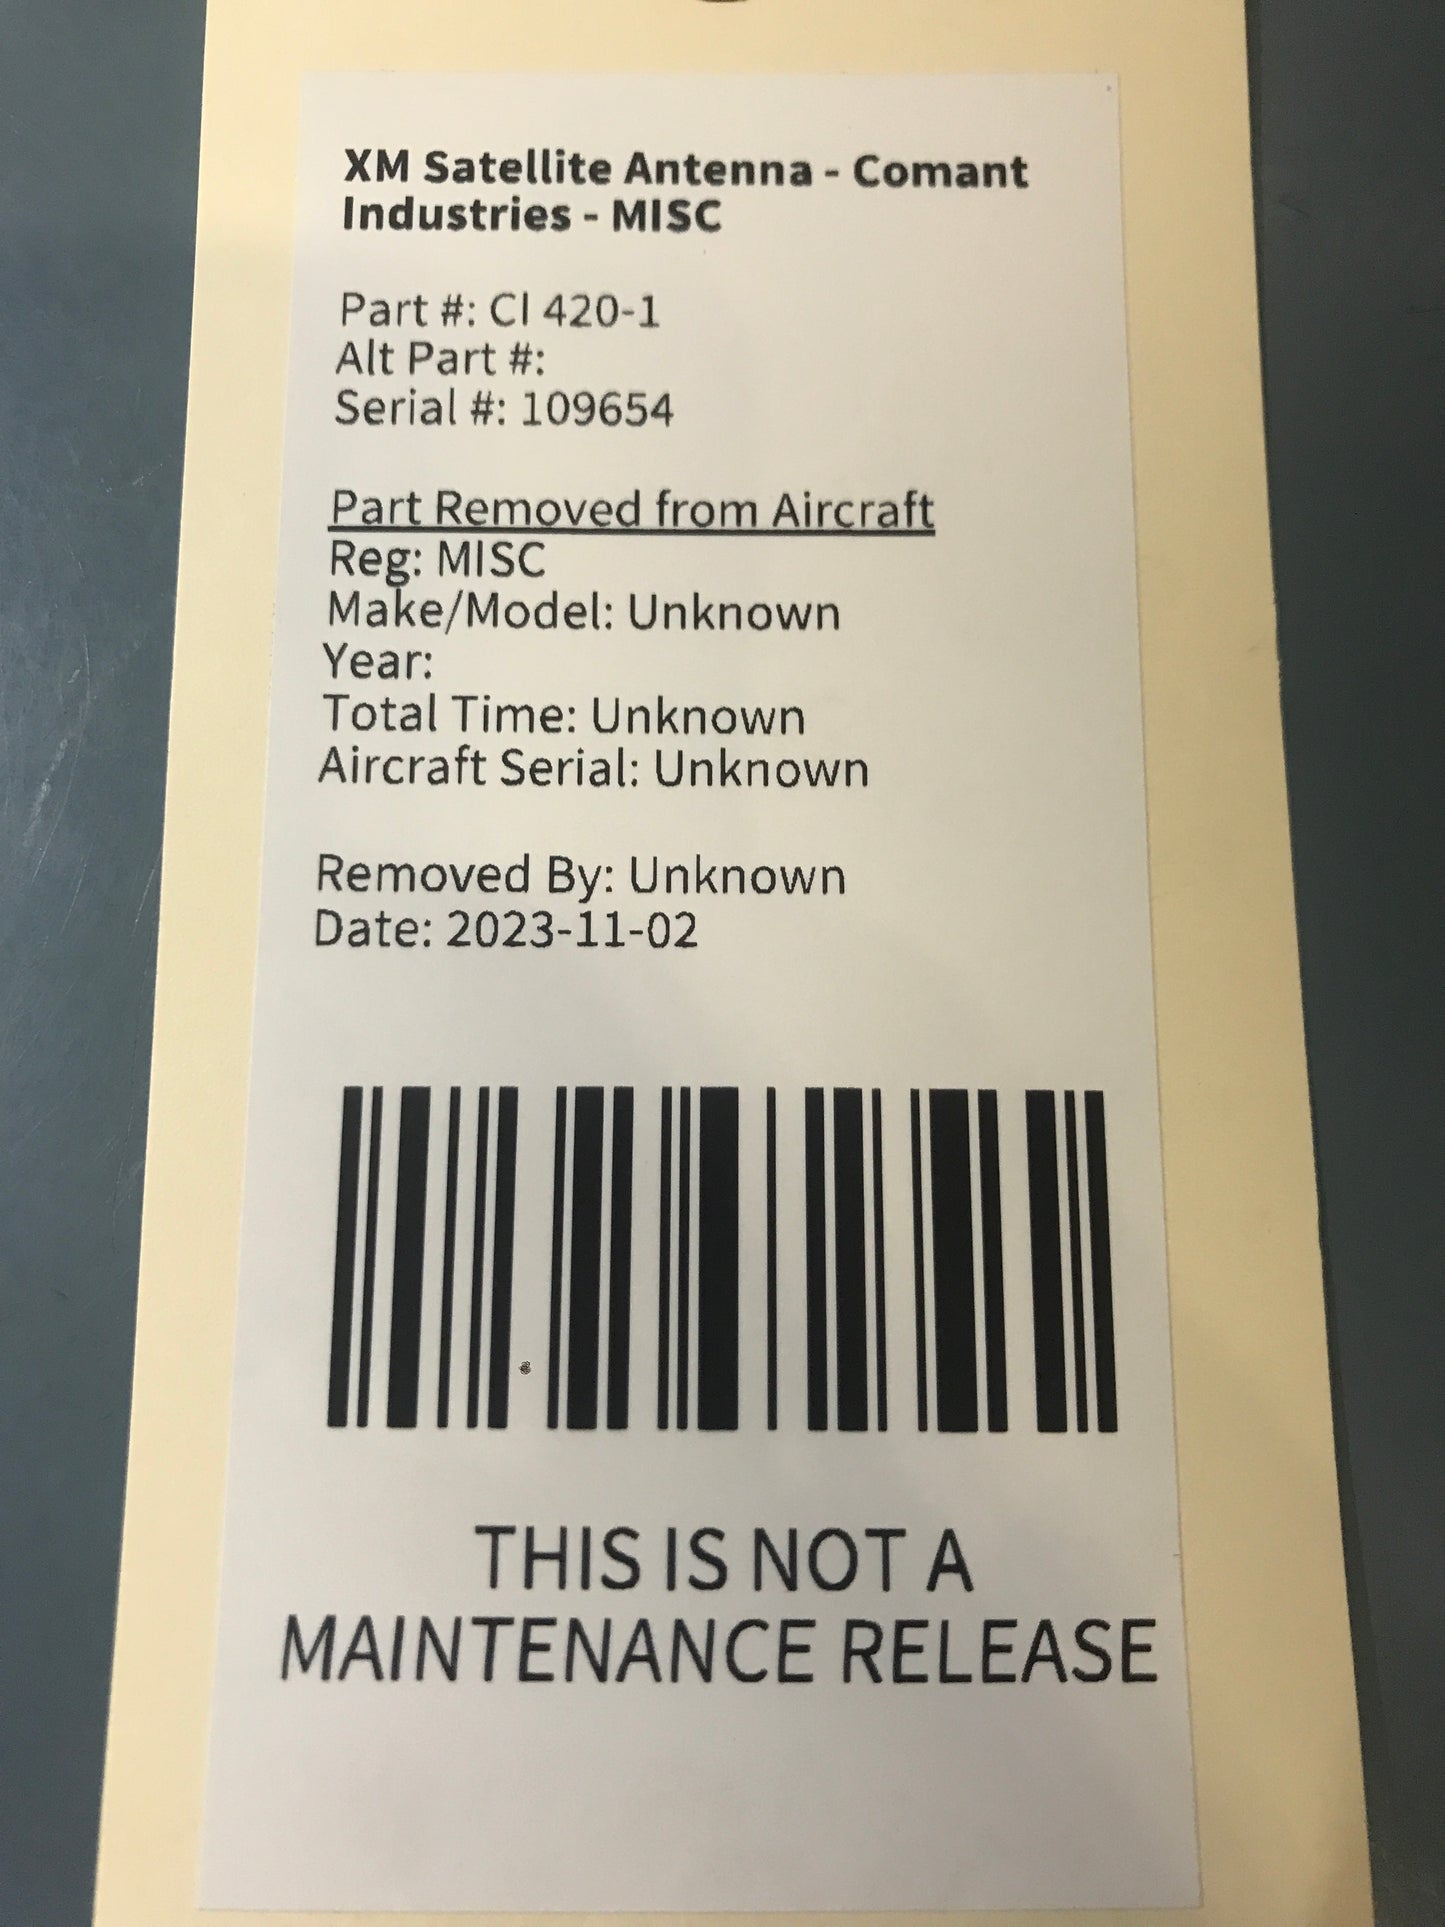 XM Satellite Antenna - Comant
Industries - MISC
Part #: CI 420-1
Alt Part #:
Serial #: 109654
Part Removed from Aircraft
Reg: MISC
Make/Model: Unknown
Year:
Total Time: Unknown
Aircraft Serial: Unknown
Removed By: Unknown
Date: 2023-11-02
THIS IS NOT A
MAINTENANCE RELEASE